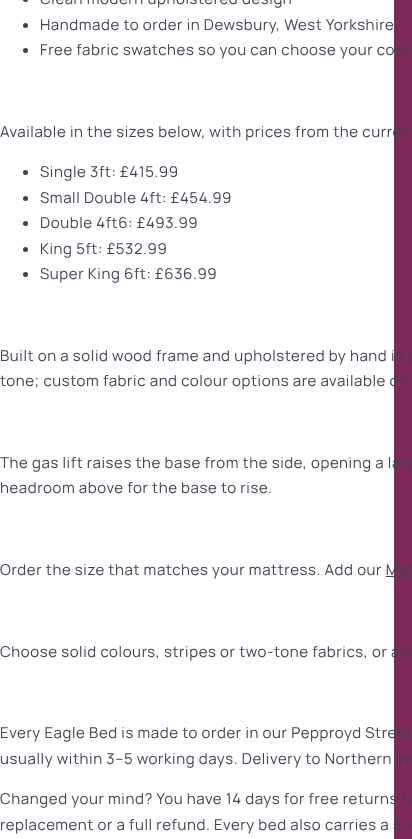 Clean modern upholstered design
Handmade to order in Dewsbury, West Yorkshire
Free fabric swatches so you can choose your
Available in the sizes below, with prices from the
Single 3ft: £415.99
Small Double 4ft: £454.99
Double 4ft6: £493.99
King 5ft: £532.99
Super King 6ft: £636.99
Built on a solid wood frame and upholstered by hand
tone; custom fabric and colour options are available
The gas lift raises the base from the side, opening a
headroom above for the base to rise.
Order the size that matches your mattress. Add our
Choose solid colours, stripes or two-tone fabrics, or
Every Eagle Bed is made to order in our Pepproyd
usually within 3–5 working days. Delivery to Northern
Changed your mind? You have 14 days for free returns
replacement or a full refund. Every bed also carries a